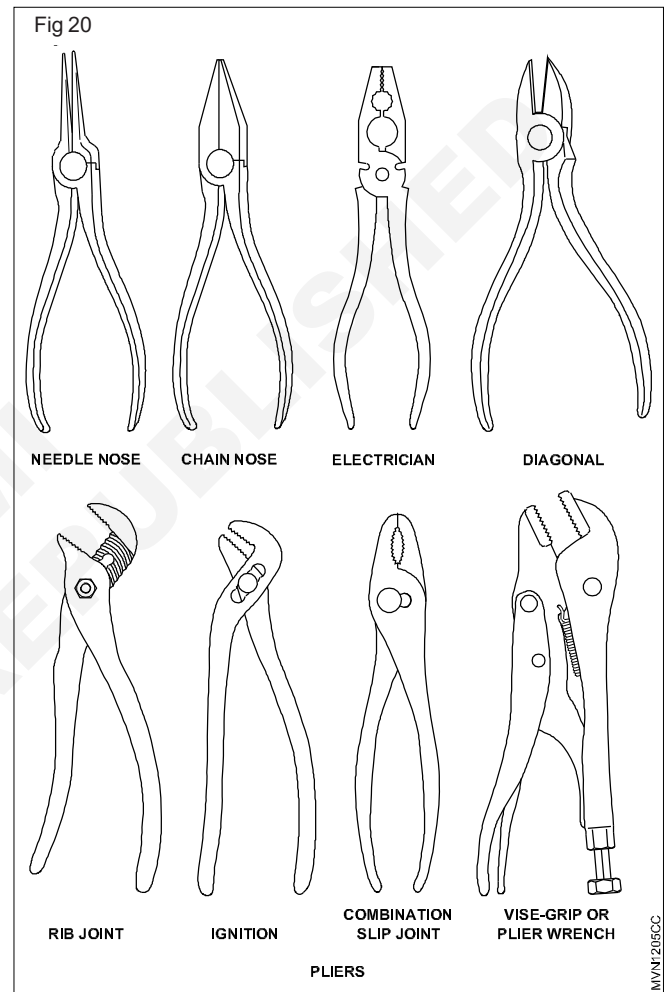 Fig 20
NEEDLE NOSE
CHAIN NOSE
ELECTRICIAN
DIAGONAL
RIB JOINT
IGNITION
COMBINATION
SLIP JOINT
VISE-GRIP OR
PLIER WRENCH
PLIERS
MVN1205CC